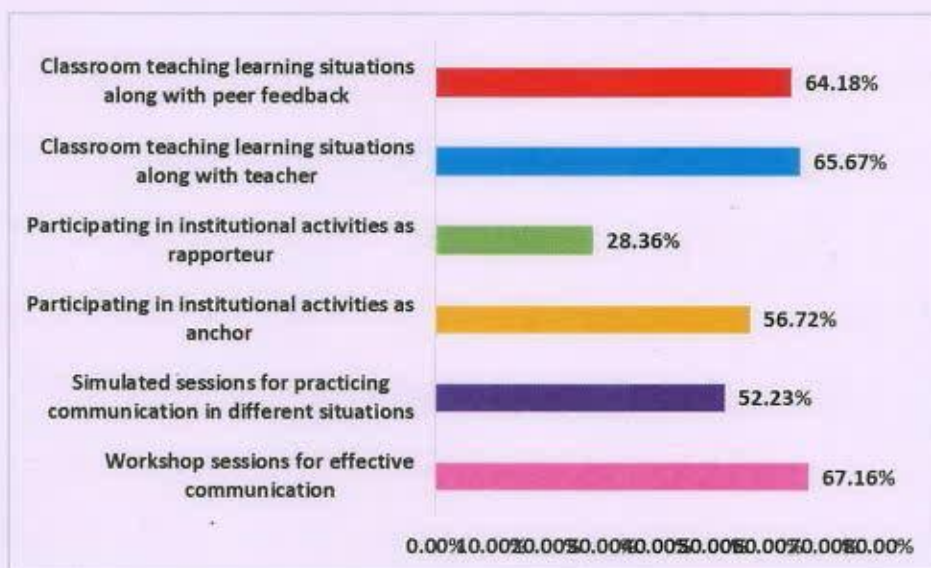 Classroom teaching learning situations
along with peer feedback
64.18%
Classroom teaching learning situations
along with teacher
65.67%
Participating in institutional activities as
rapporteur
28.36%
Participating in institutional activities as
anchor
56.72%
Simulated sessions for practicing
communication in different situations
52.23%
Workshop sessions for effective
communication
67.16%
0.00% 10.00% 20.00% 30.00% 40.00% 50.00% 60.00% 70.00% 80.00%